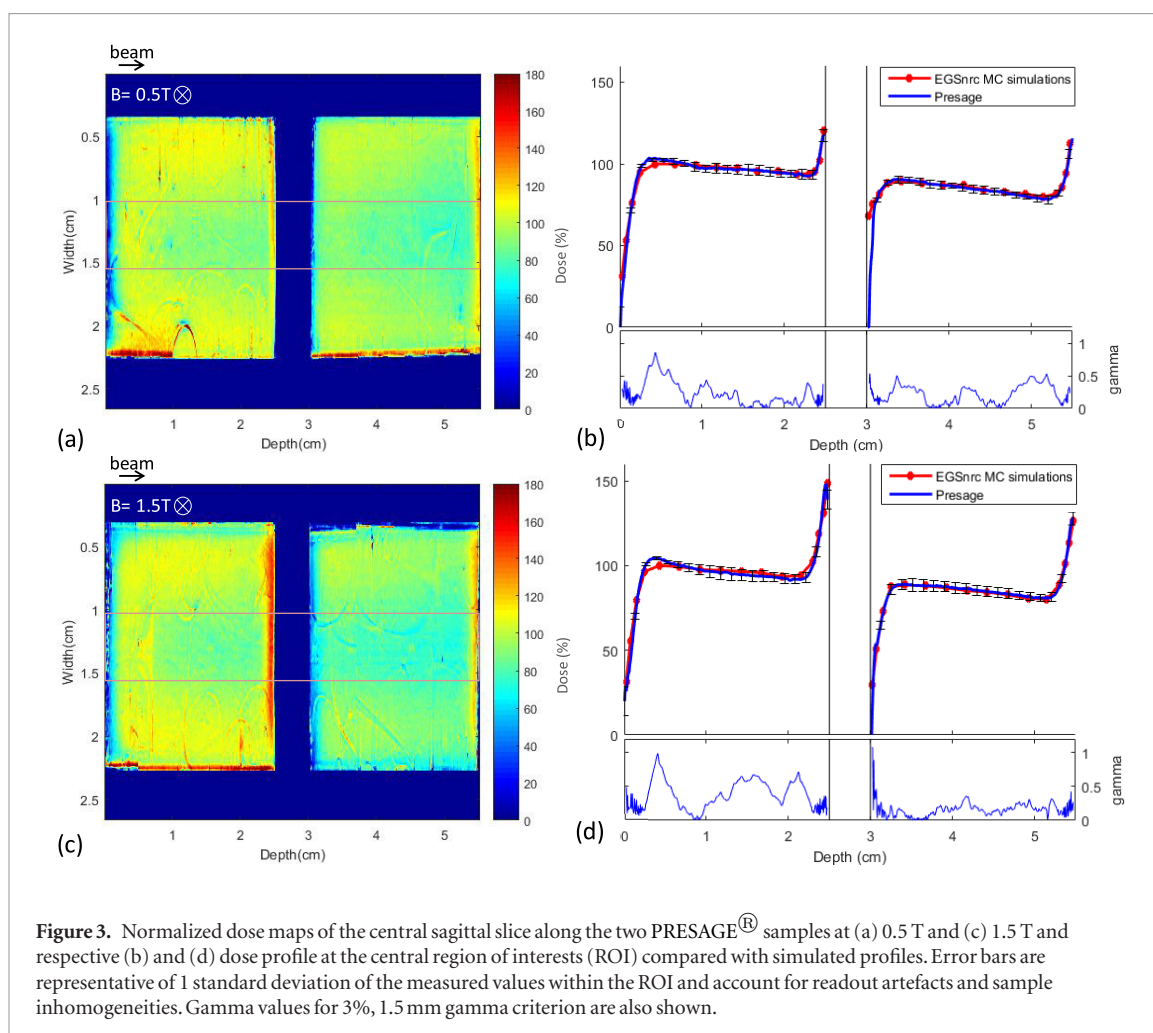 beam
B= 0.5T
180
160
140
120
100
80
60
40
20
0
Dose (%)
0.5
1
1.5
2
2.5
Width(cm)
1
2
3
4
5
Depth(cm)
(a)
150
100
50
0
EGSnrc MC simulations
Presage
1
0.5
0
gamma
0
1
2
3
4
5
Depth (cm)
(b)
beam
B= 1.5T
180
160
140
120
100
80
60
40
20
0
Dose (%)
0.5
1
1.5
2
2.5
Width(cm)
1
2
3
4
5
Depth(cm)
(c)
150
100
50
0
EGSnrc MC simulations
Presage
1
0.5
0
gamma
0
1
2
3
4
5
Depth (cm)
(d)
Figure 3. Normalized dose maps of the central sagittal slice along the two PRESAGE® samples at (a) 0.5 T and (c) 1.5 T and
respective (b) and (d) dose profile at the central region of interests (ROI) compared with simulated profiles. Error bars are
representative of 1 standard deviation of the measured values within the ROI and account for readout artefacts and sample
inhomogeneities. Gamma values for 3%, 1.5 mm gamma criterion are also shown.